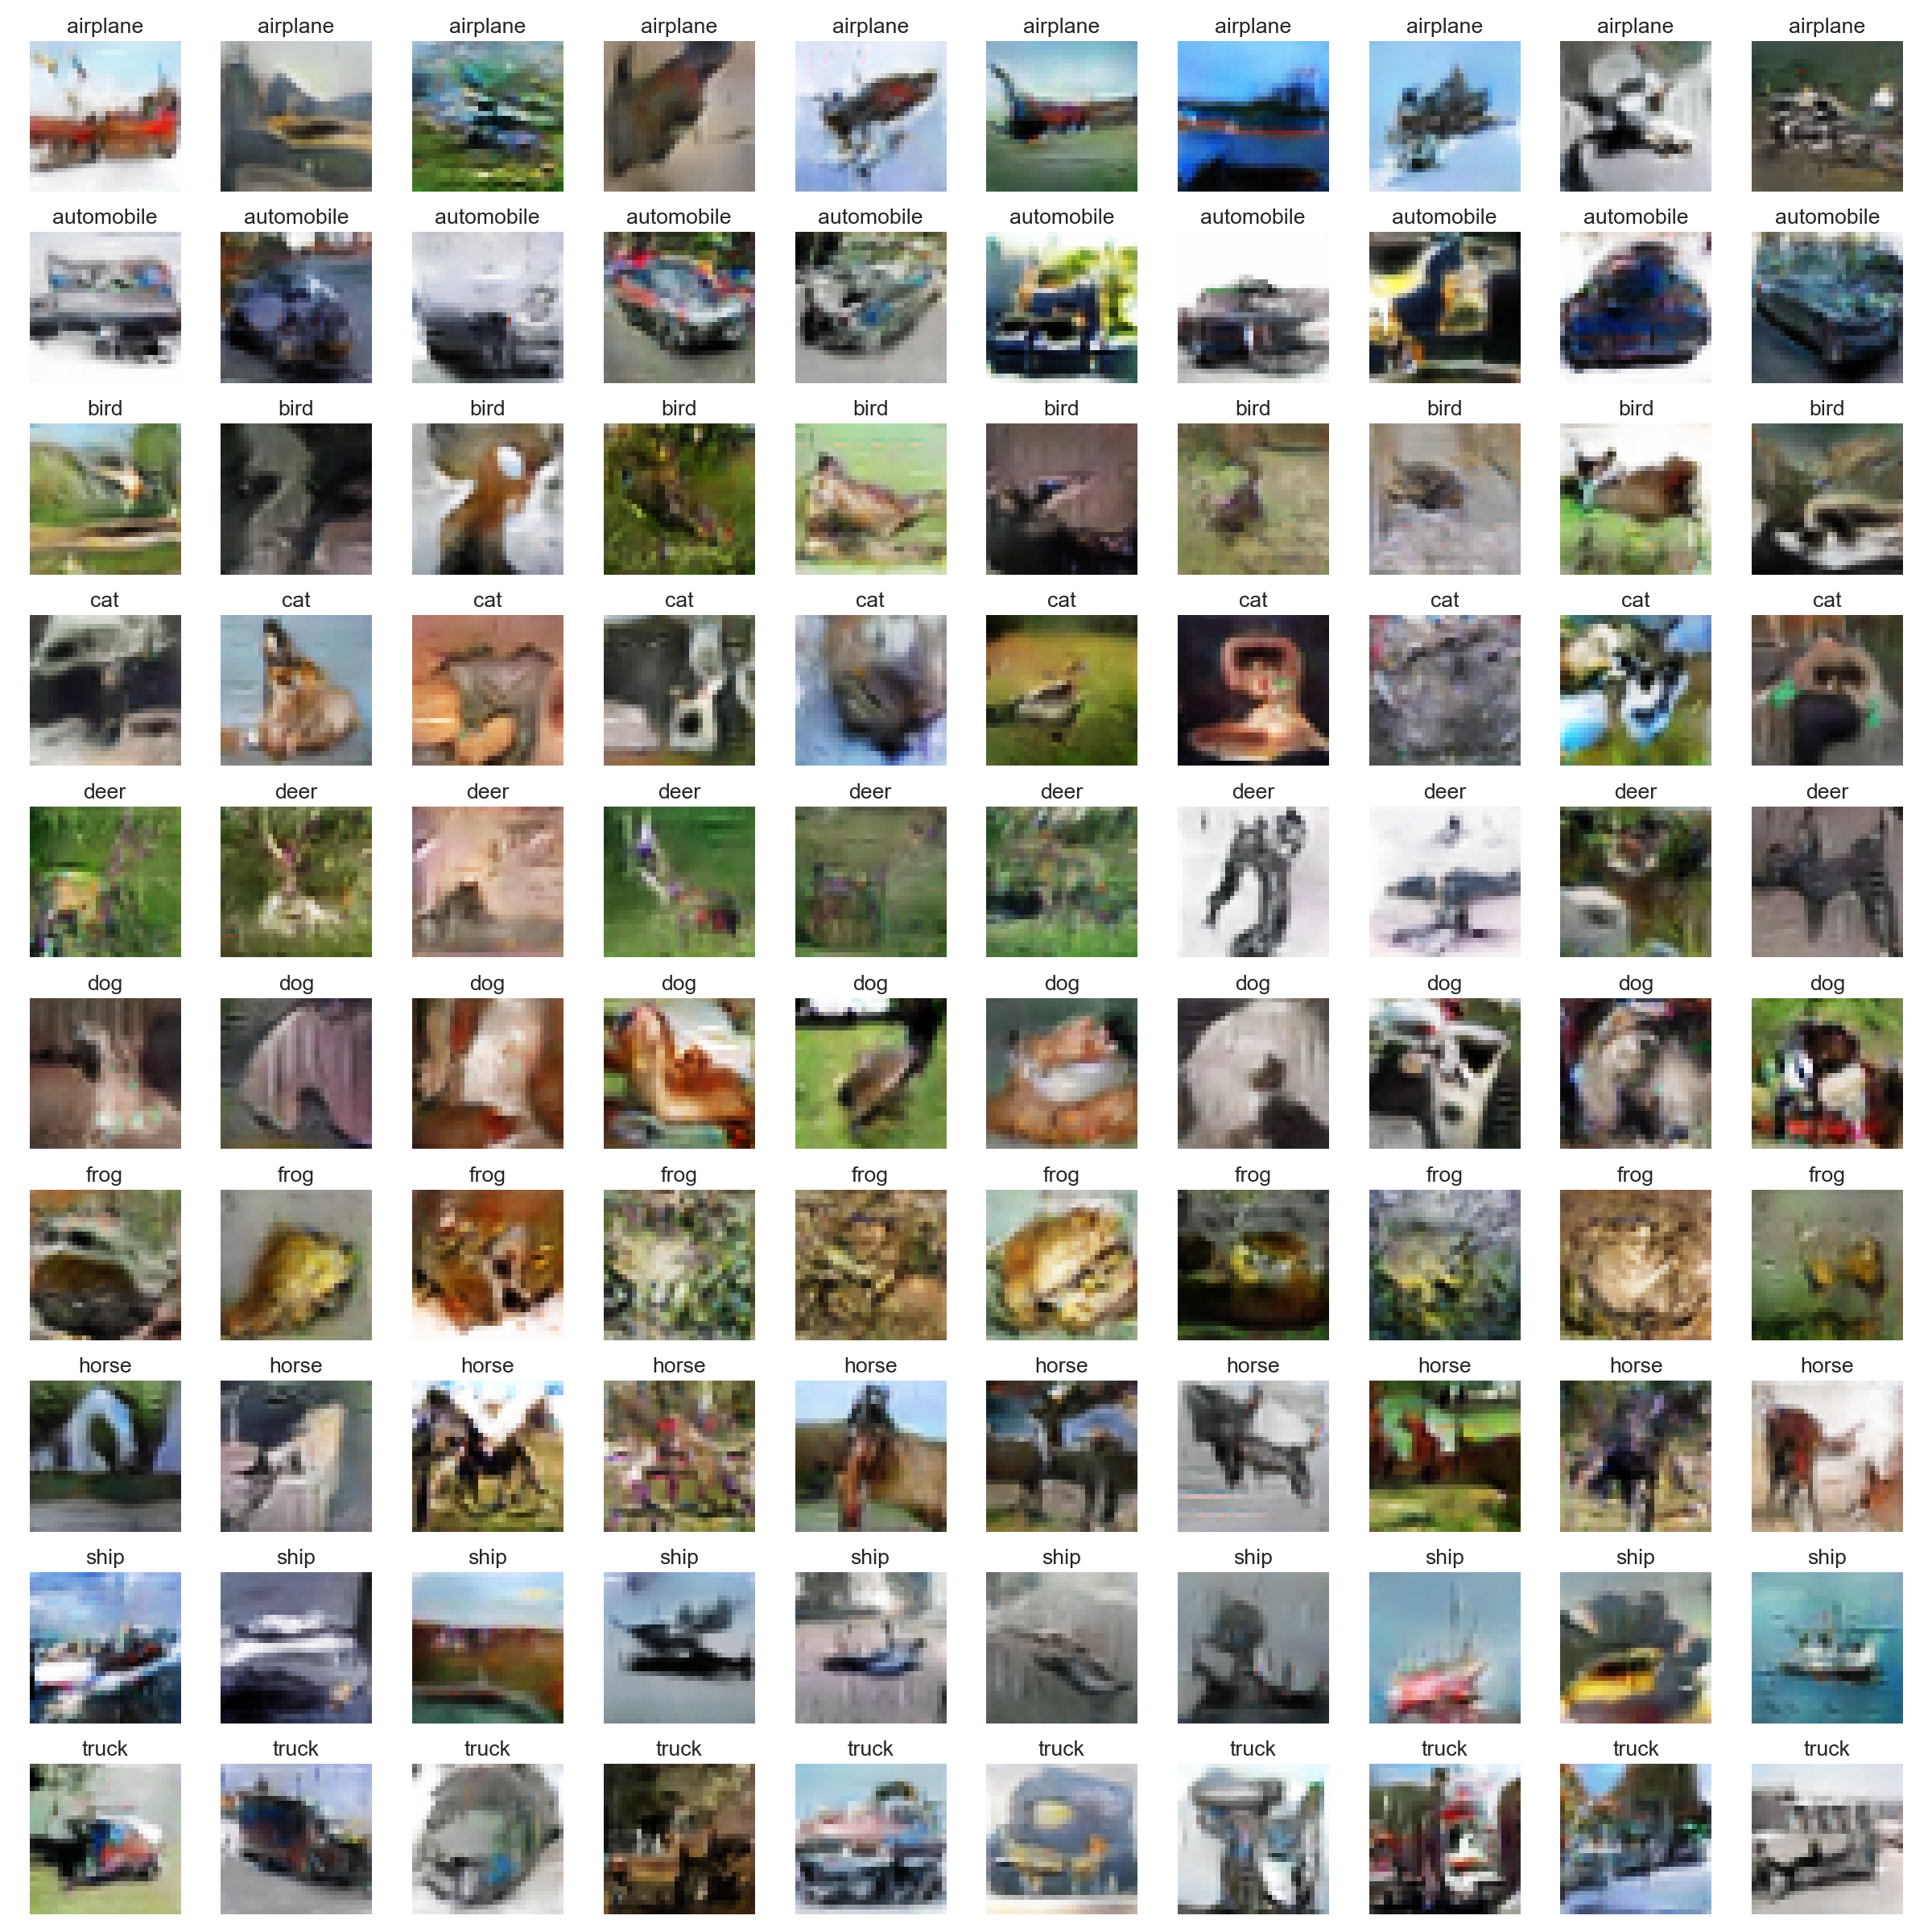 airplane airplane airplane airplane airplane airplane airplane airplane airplane airplane
automobile automobile automobile automobile automobile automobile automobile automobile automobile automobile
bird bird bird bird bird bird bird bird bird bird
cat cat cat cat cat cat cat cat cat cat
deer deer deer deer deer deer deer deer deer deer
dog dog dog dog dog dog dog dog dog dog
frog frog frog frog frog frog frog frog frog frog
horse horse horse horse horse horse horse horse horse horse
ship ship ship ship ship ship ship ship ship ship
truck truck truck truck truck truck truck truck truck truck